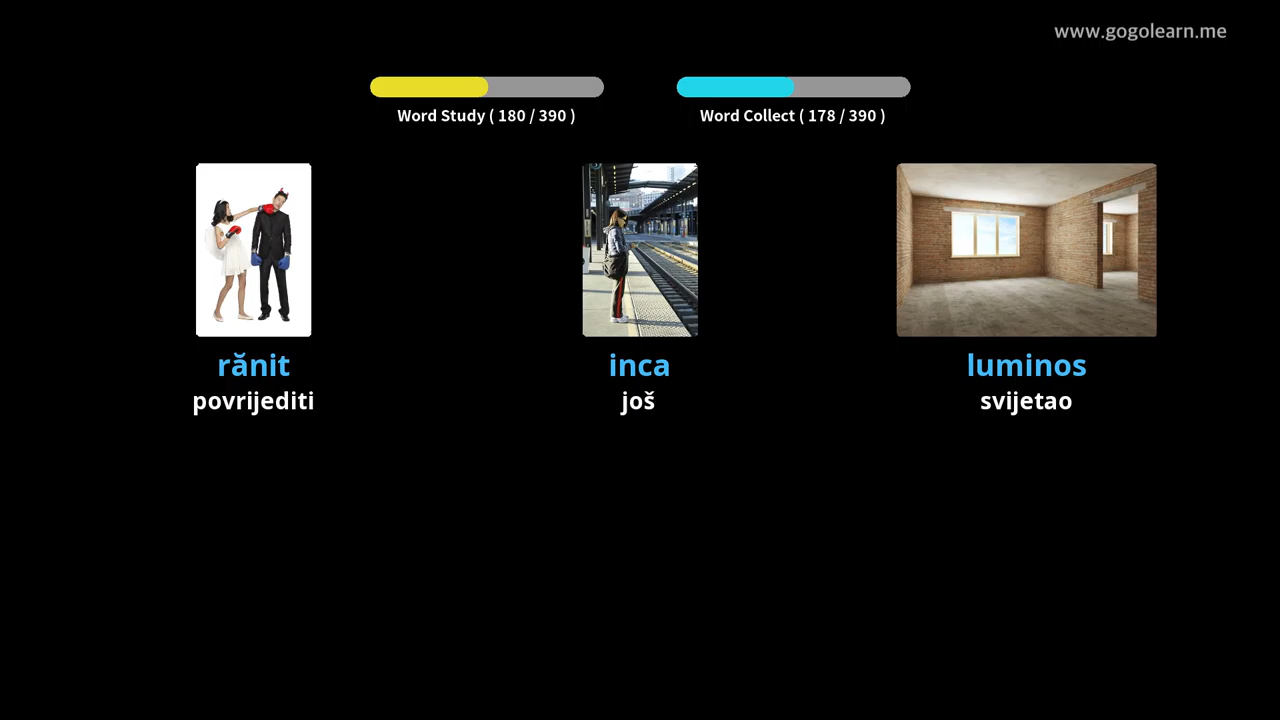 www.gogolearn.me
Word Study ( 180 / 390 )
Word Collect ( 178 / 390 )
rănit
inca
luminos
povrijediti
još
svijetao